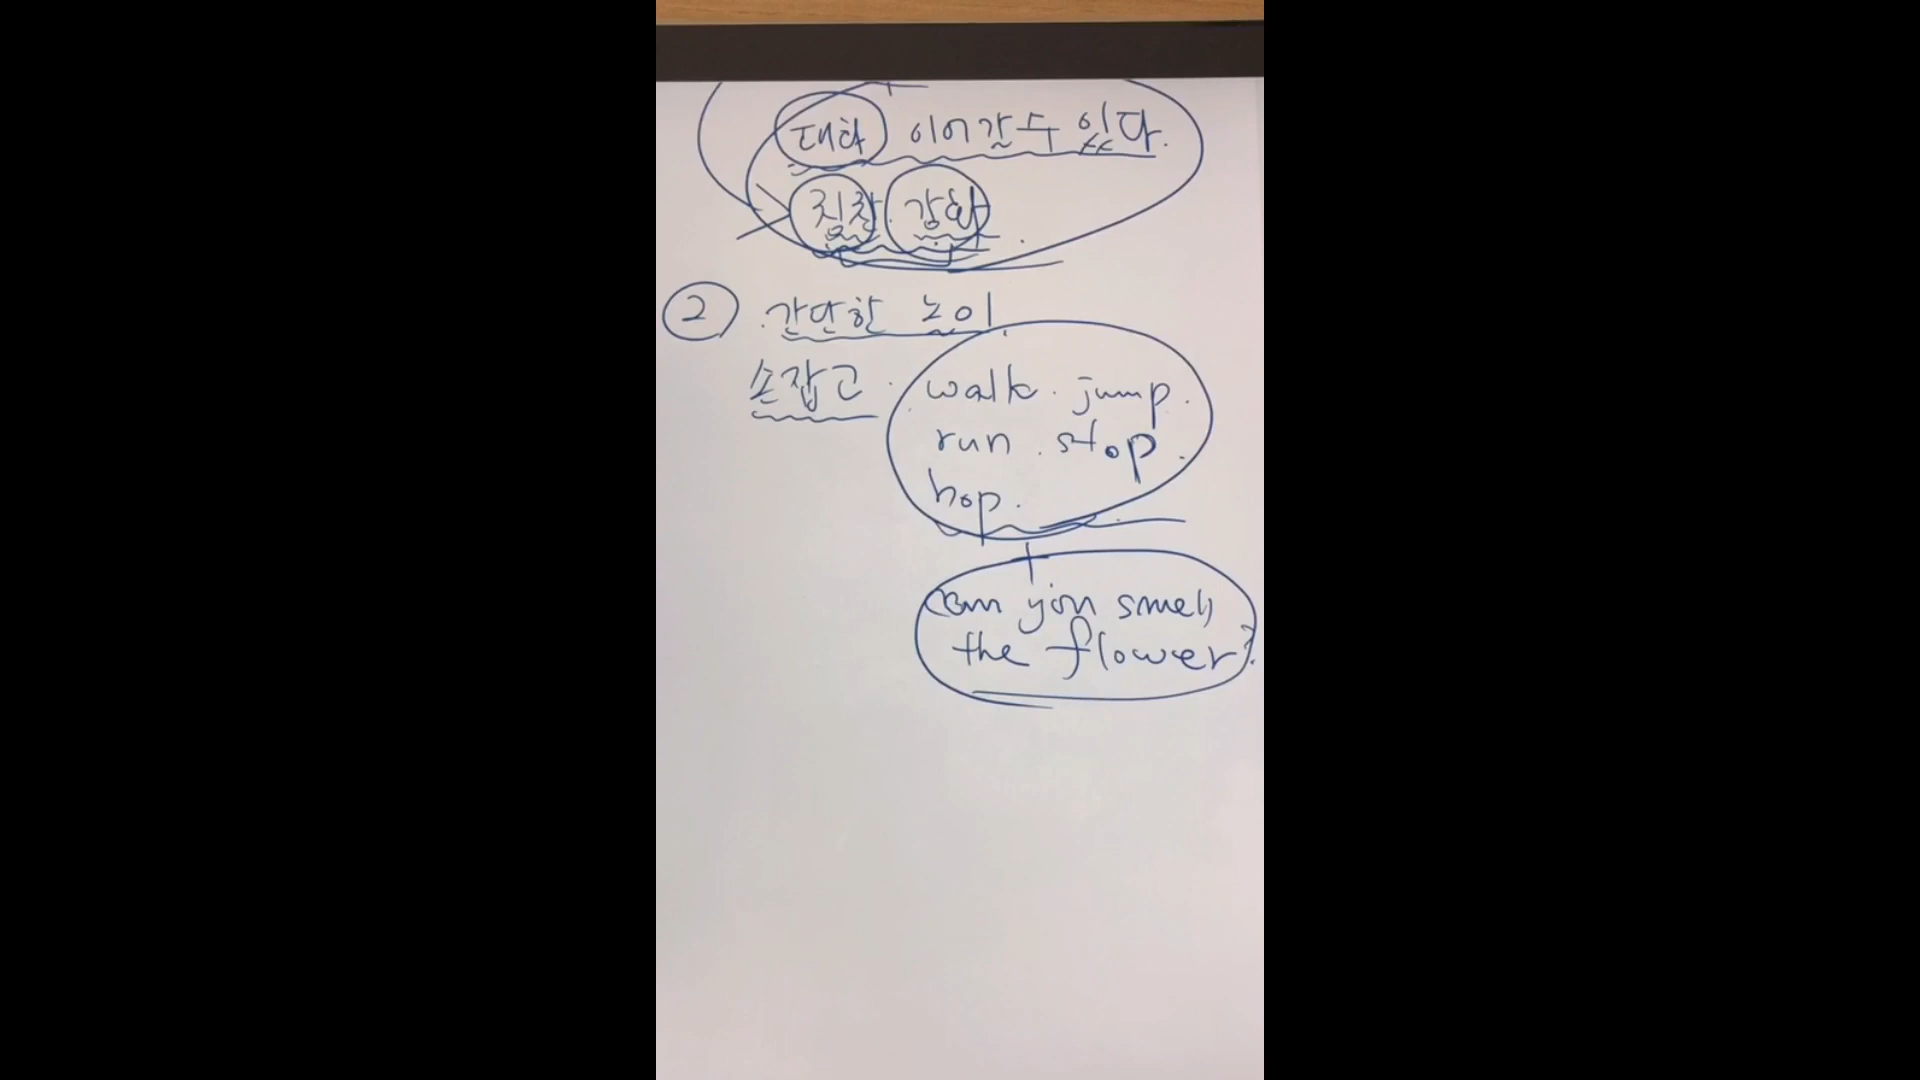 대화 이어갈 수 있다.
칭찬 강화
② 간단한 놀이
손잡고. walk. jump.
run. stop.
hop.
Can you smell
the flower?